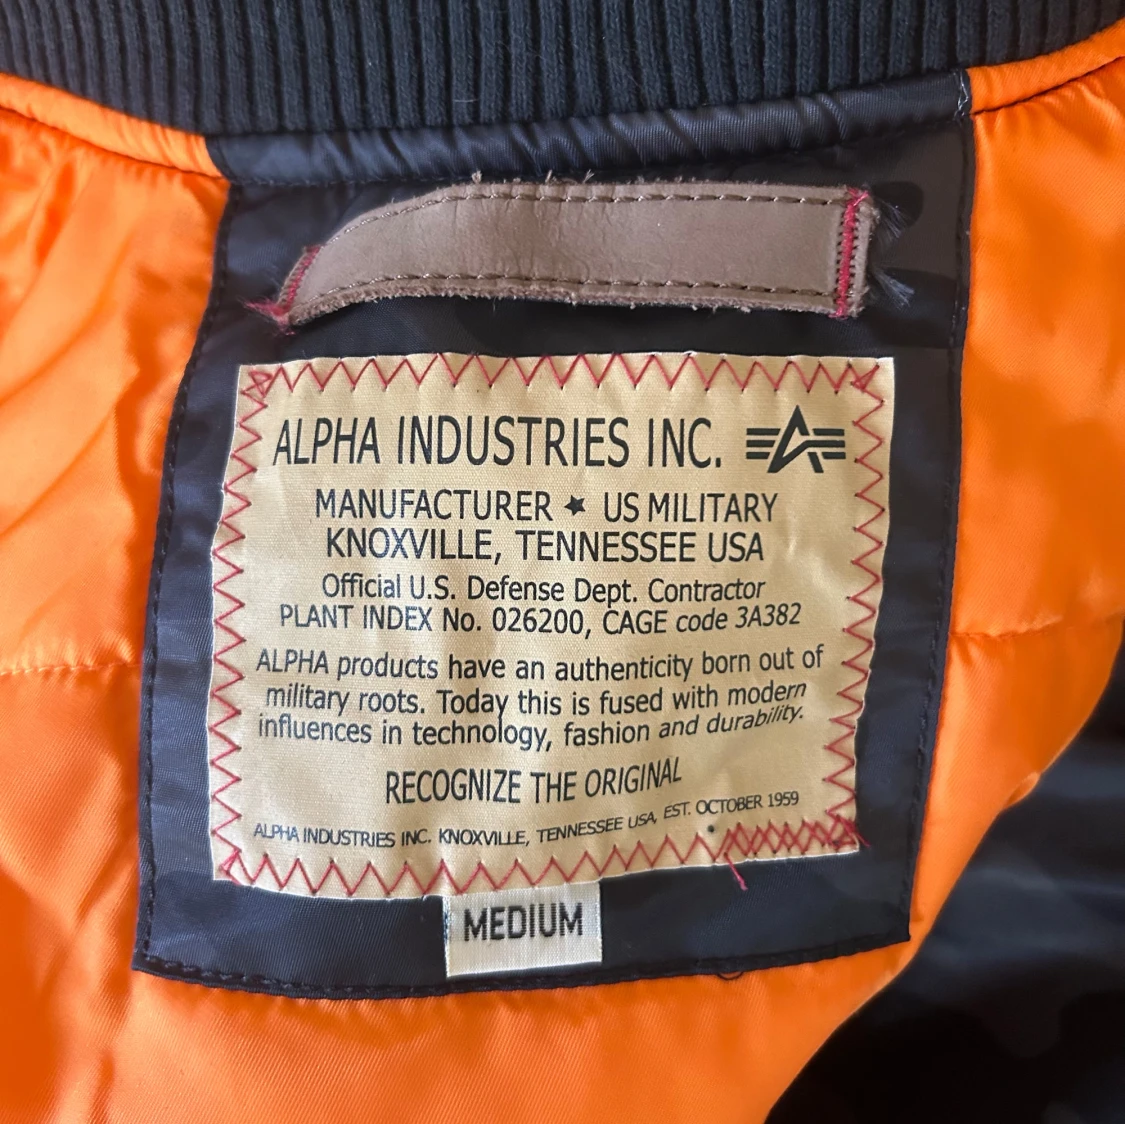 ALPHA INDUSTRIES INC.
MANUFACTURER ★ US MILITARY
KNOXVILLE, TENNESSEE USA
Official U.S. Defense Dept. Contractor
PLANT INDEX No. 026200, CAGE code 3A382
ALPHA products have an authenticity born out of
military roots. Today this is fused with modern
influences in technology, fashion and durability.
RECOGNIZE THE ORIGINAL
ALPHA INDUSTRIES INC. KNOXVILLE, TENNESSEE USA, EST. OCTOBER 1959
MEDIUM